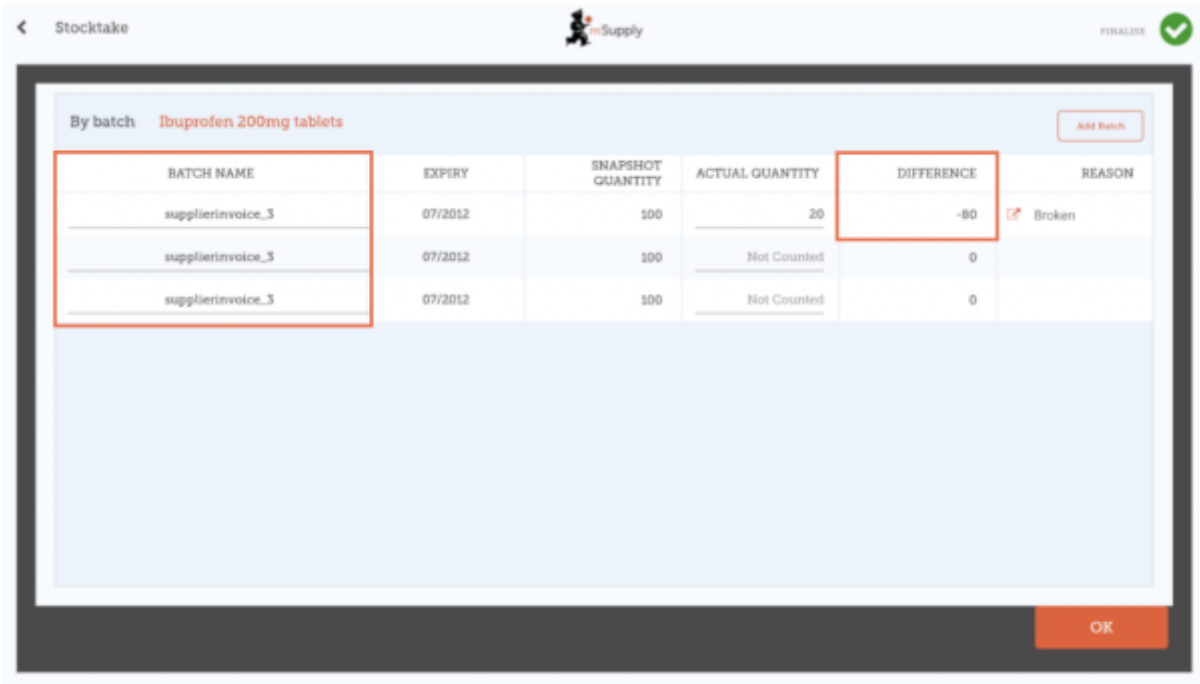 Stocktake
mSupply
FINALISE
By batch Ibuprofen 200mg tablets
Add Batch
BATCH NAME EXPIRY SNAPSHOT QUANTITY ACTUAL QUANTITY DIFFERENCE REASON
supplierinvoice_3 07/2012 100 20 -80 Broken
supplierinvoice_3 07/2012 100 Not Counted 0
supplierinvoice_3 07/2012 100 Not Counted 0
OK